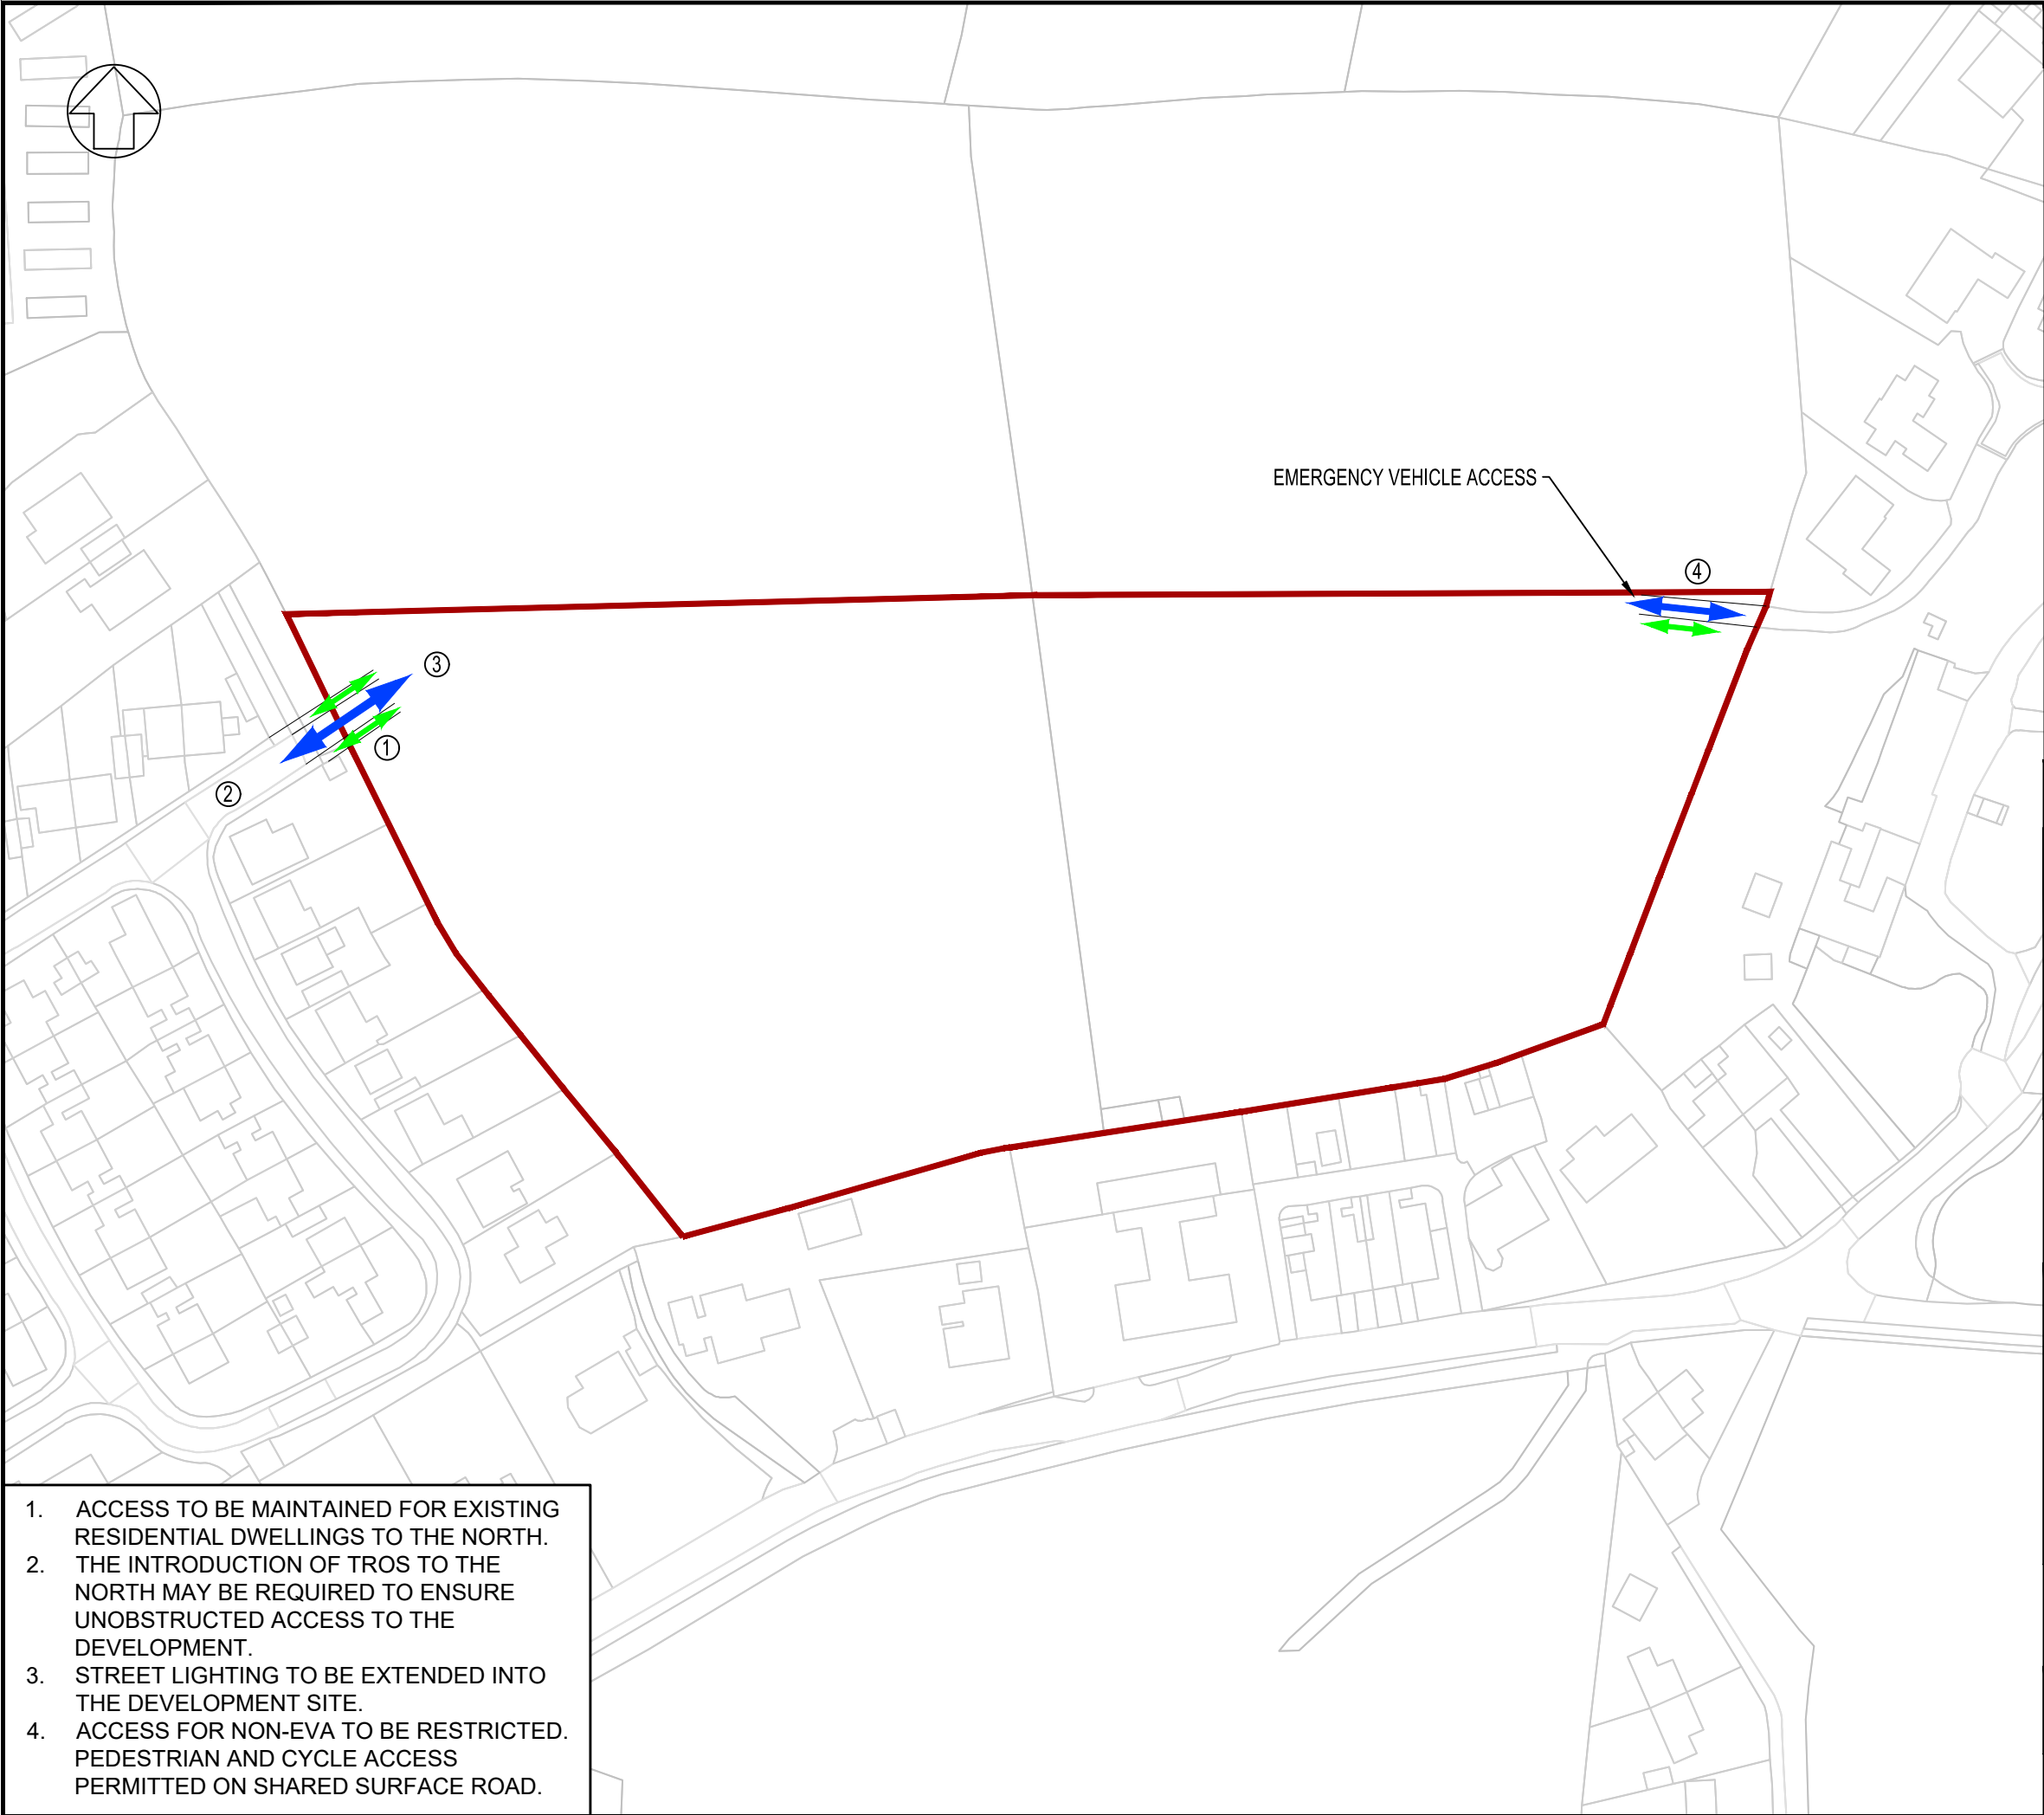 EMERGENCY VEHICLE ACCESS
4
3
1
2
1. ACCESS TO BE MAINTAINED FOR EXISTING
RESIDENTIAL DWELLINGS TO THE NORTH.
2. THE INTRODUCTION OF TROS TO THE
NORTH MAY BE REQUIRED TO ENSURE
UNOBSTRUCTED ACCESS TO THE
DEVELOPMENT.
3. STREET LIGHTING TO BE EXTENDED INTO
THE DEVELOPMENT SITE.
4. ACCESS FOR NON-EVA TO BE RESTRICTED.
PEDESTRIAN AND CYCLE ACCESS
PERMITTED ON SHARED SURFACE ROAD.